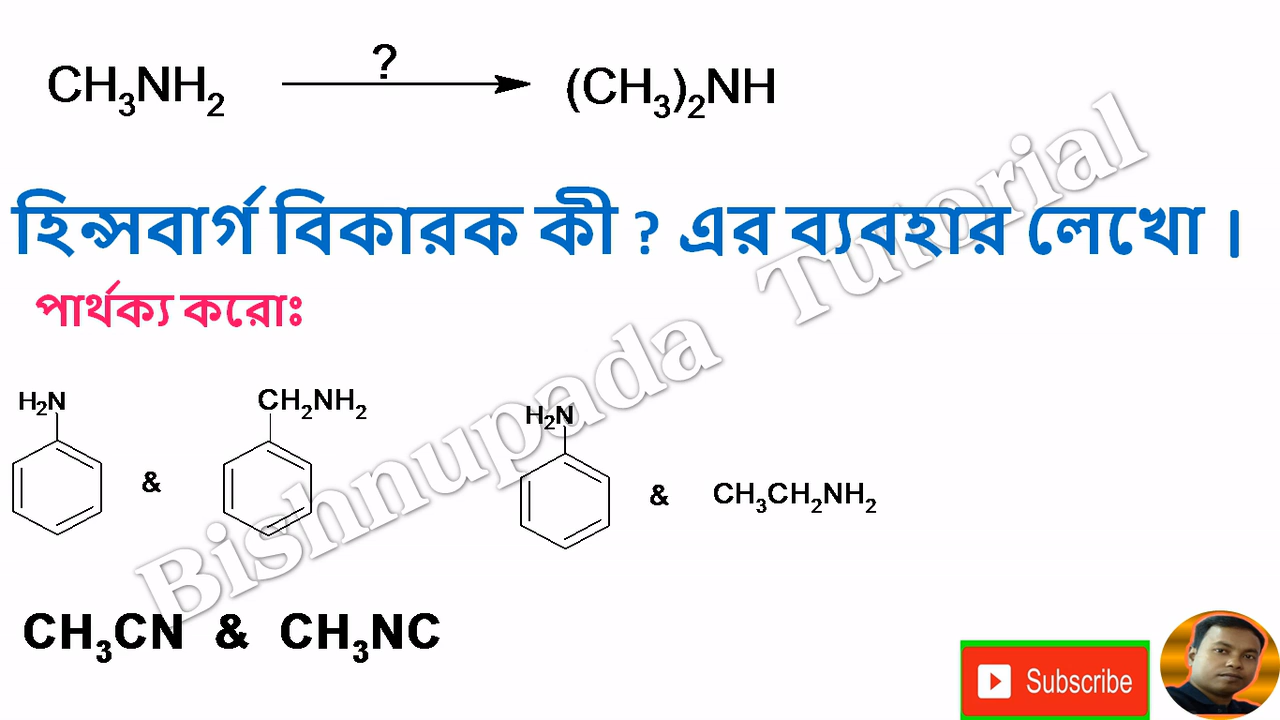 CH₃NH₂ ? (CH₃)₂NH
হিন্সবার্গ বিকারক কী ? এর ব্যবহার লেখো ।
পার্থক্য করোঃ
H₂N & CH₂NH₂
H₂N & CH₃CH₂NH₂
CH₃CN & CH₃NC
Bishnupada Tutorial
Subscribe